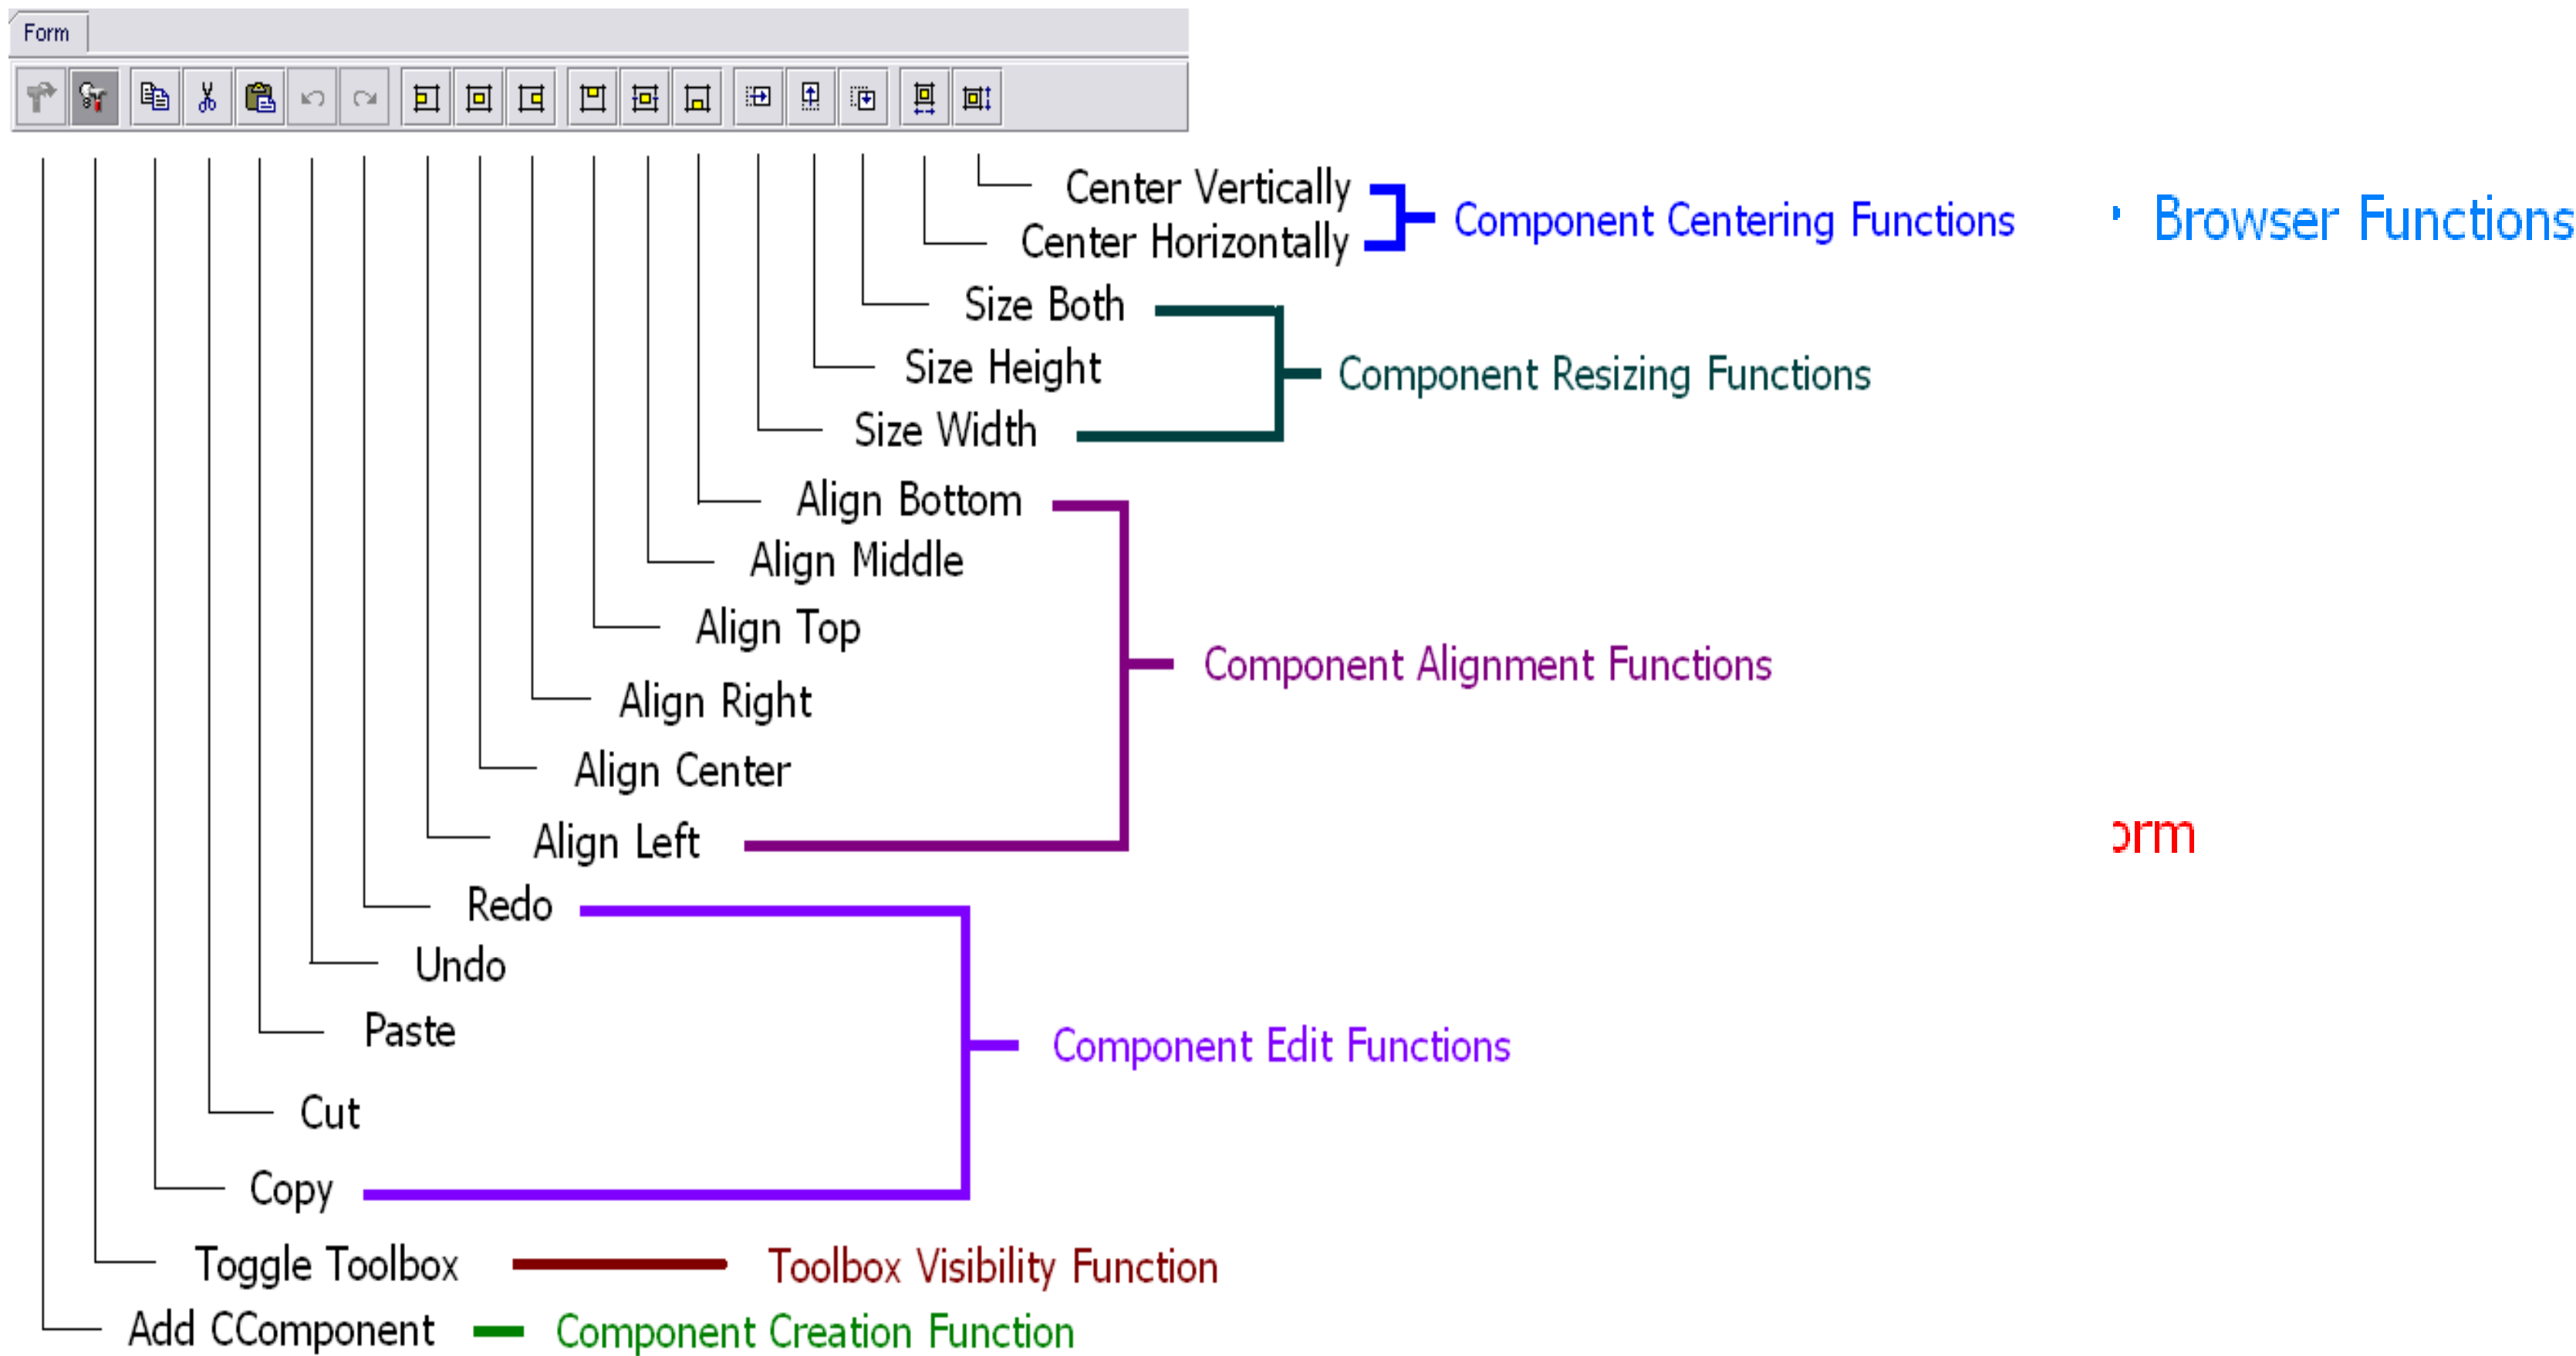 Form
Center Vertically
Center Horizontally
Component Centering Functions
Browser Functions
Size Both
Size Height
Size Width
Component Resizing Functions
Align Bottom
Align Middle
Align Top
Align Right
Align Center
Align Left
Component Alignment Functions
orm
Redo
Undo
Paste
Cut
Copy
Component Edit Functions
Toggle Toolbox
Toolbox Visibility Function
Add CComponent
Component Creation Function